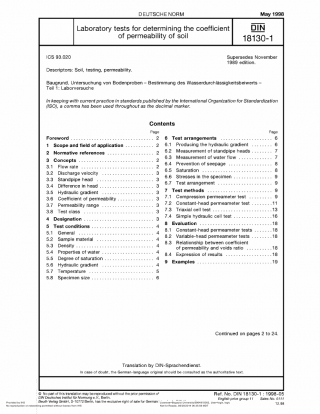 DEUTSCHE NORM
May 1998
Laboratory tests for determining the coefficient
of permeability of soil
DIN
18130-1
ICS 93.020
Supersedes November
1989 edition.
Descriptors: Soil, testing, permeability.
Baugrund, Untersuchung von Bodenproben – Bestimmung des Wasserdurchlässigkeitsbeiwerts –
Teil 1: Laborversuche
In keeping with current practice in standards published by the International Organization for Standardization
(ISO), a comma has been used throughout as the decimal marker.
Contents
Page
Foreword 2
1 Scope and field of application 2
2 Normative references 2
3 Concepts 2
3.1 Flow rate 2
3.2 Discharge velocity 3
3.3 Standpipe head 3
3.4 Difference in head 3
3.5 Hydraulic gradient 3
3.6 Coefficient of permeability 3
3.7 Permeability range 3
3.8 Test class 3
4 Designation 3
5 Test conditions 4
5.1 General 4
5.2 Sample material 4
5.3 Density 4
5.4 Properties of water 4
5.5 Degree of saturation 4
5.6 Hydraulic gradient 4
5.7 Temperature 5
5.8 Specimen size 6
Page
6 Test arrangements 6
6.1 Producing the hydraulic gradient 6
6.2 Measurement of standpipe heads 7
6.3 Measurement of water flow 7
6.4 Prevention of seepage 8
6.5 Saturation 8
6.6 Stresses in the specimen 9
6.7 Test arrangement 9
7 Test methods 9
7.1 Compression permeameter test 9
7.2 Constant-head permeameter test 11
7.3 Triaxial cell test 13
7.4 Simple hydraulic cell test 16
8 Evaluation 18
8.1 Constant-head permeameter tests 18
8.2 Variable-head permeameter tests 18
8.3 Relationship between coefficient
of permeability and voids ratio 18
8.4 Expression of results 18
9 Examples 19
Continued on pages 2 to 24.
Translation by DIN-Sprachendienst.
In case of doubt, the German-language original should be consulted as the authoritative text.
© No part of this translation may be reproduced without the prior permission of
DIN Deutsches Institut für Normung e. V., Berlin.
Beuth Verlag GmbH, D-10772 Berlin, has the exclusive right of sale for German
Ref. No. DIN 18130-1 : 1998-05
English price group 11